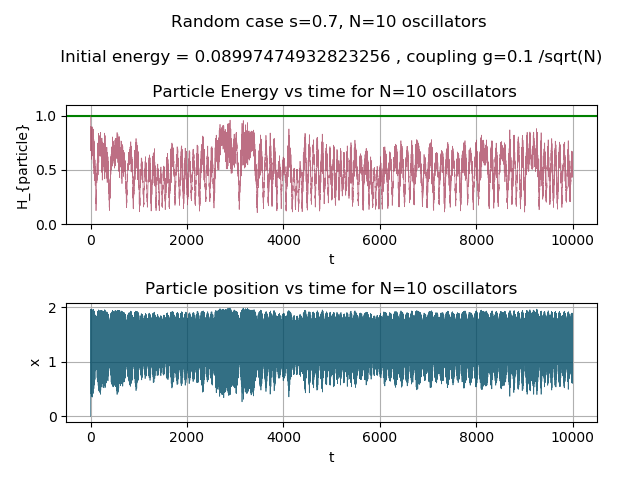 Random case s=0.7, N=10 oscillators
Initial energy = 0.08997474932823256 , coupling g=0.1 /sqrt(N)
Particle Energy vs time for N=10 oscillators
H_{particle}
1.0
0.5
0.0
0 2000 4000 6000 8000 10000
t
Particle position vs time for N=10 oscillators
x
2
1
0
0 2000 4000 6000 8000 10000
t